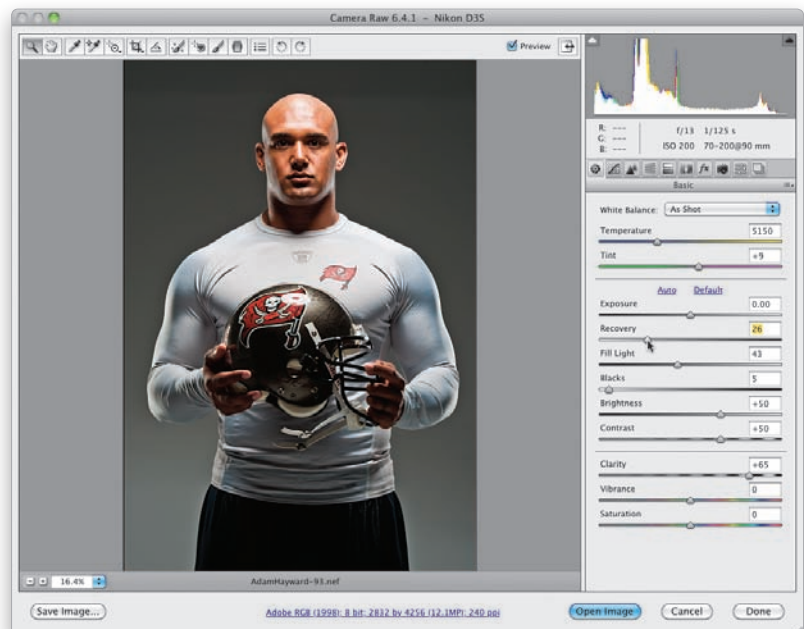 Camera Raw 6.4.1 – Nikon D3S
Preview
R: ---
G: ---
B: ---
f/13 1/125 s
ISO 200 70-200@90 mm
Basic
White Balance: As Shot
Temperature 5150
Tint +9
Auto Default
Exposure 0.00
Recovery 26
Fill Light 43
Blacks 5
Brightness +50
Contrast +50
Clarity +65
Vibrance 0
Saturation 0
16.4%
AdamHayward-93.nef
Save Image...
Adobe RGB (1998); 8 bit; 2832 by 4256 (12.1MP); 240 ppi
Open Image
Cancel
Done